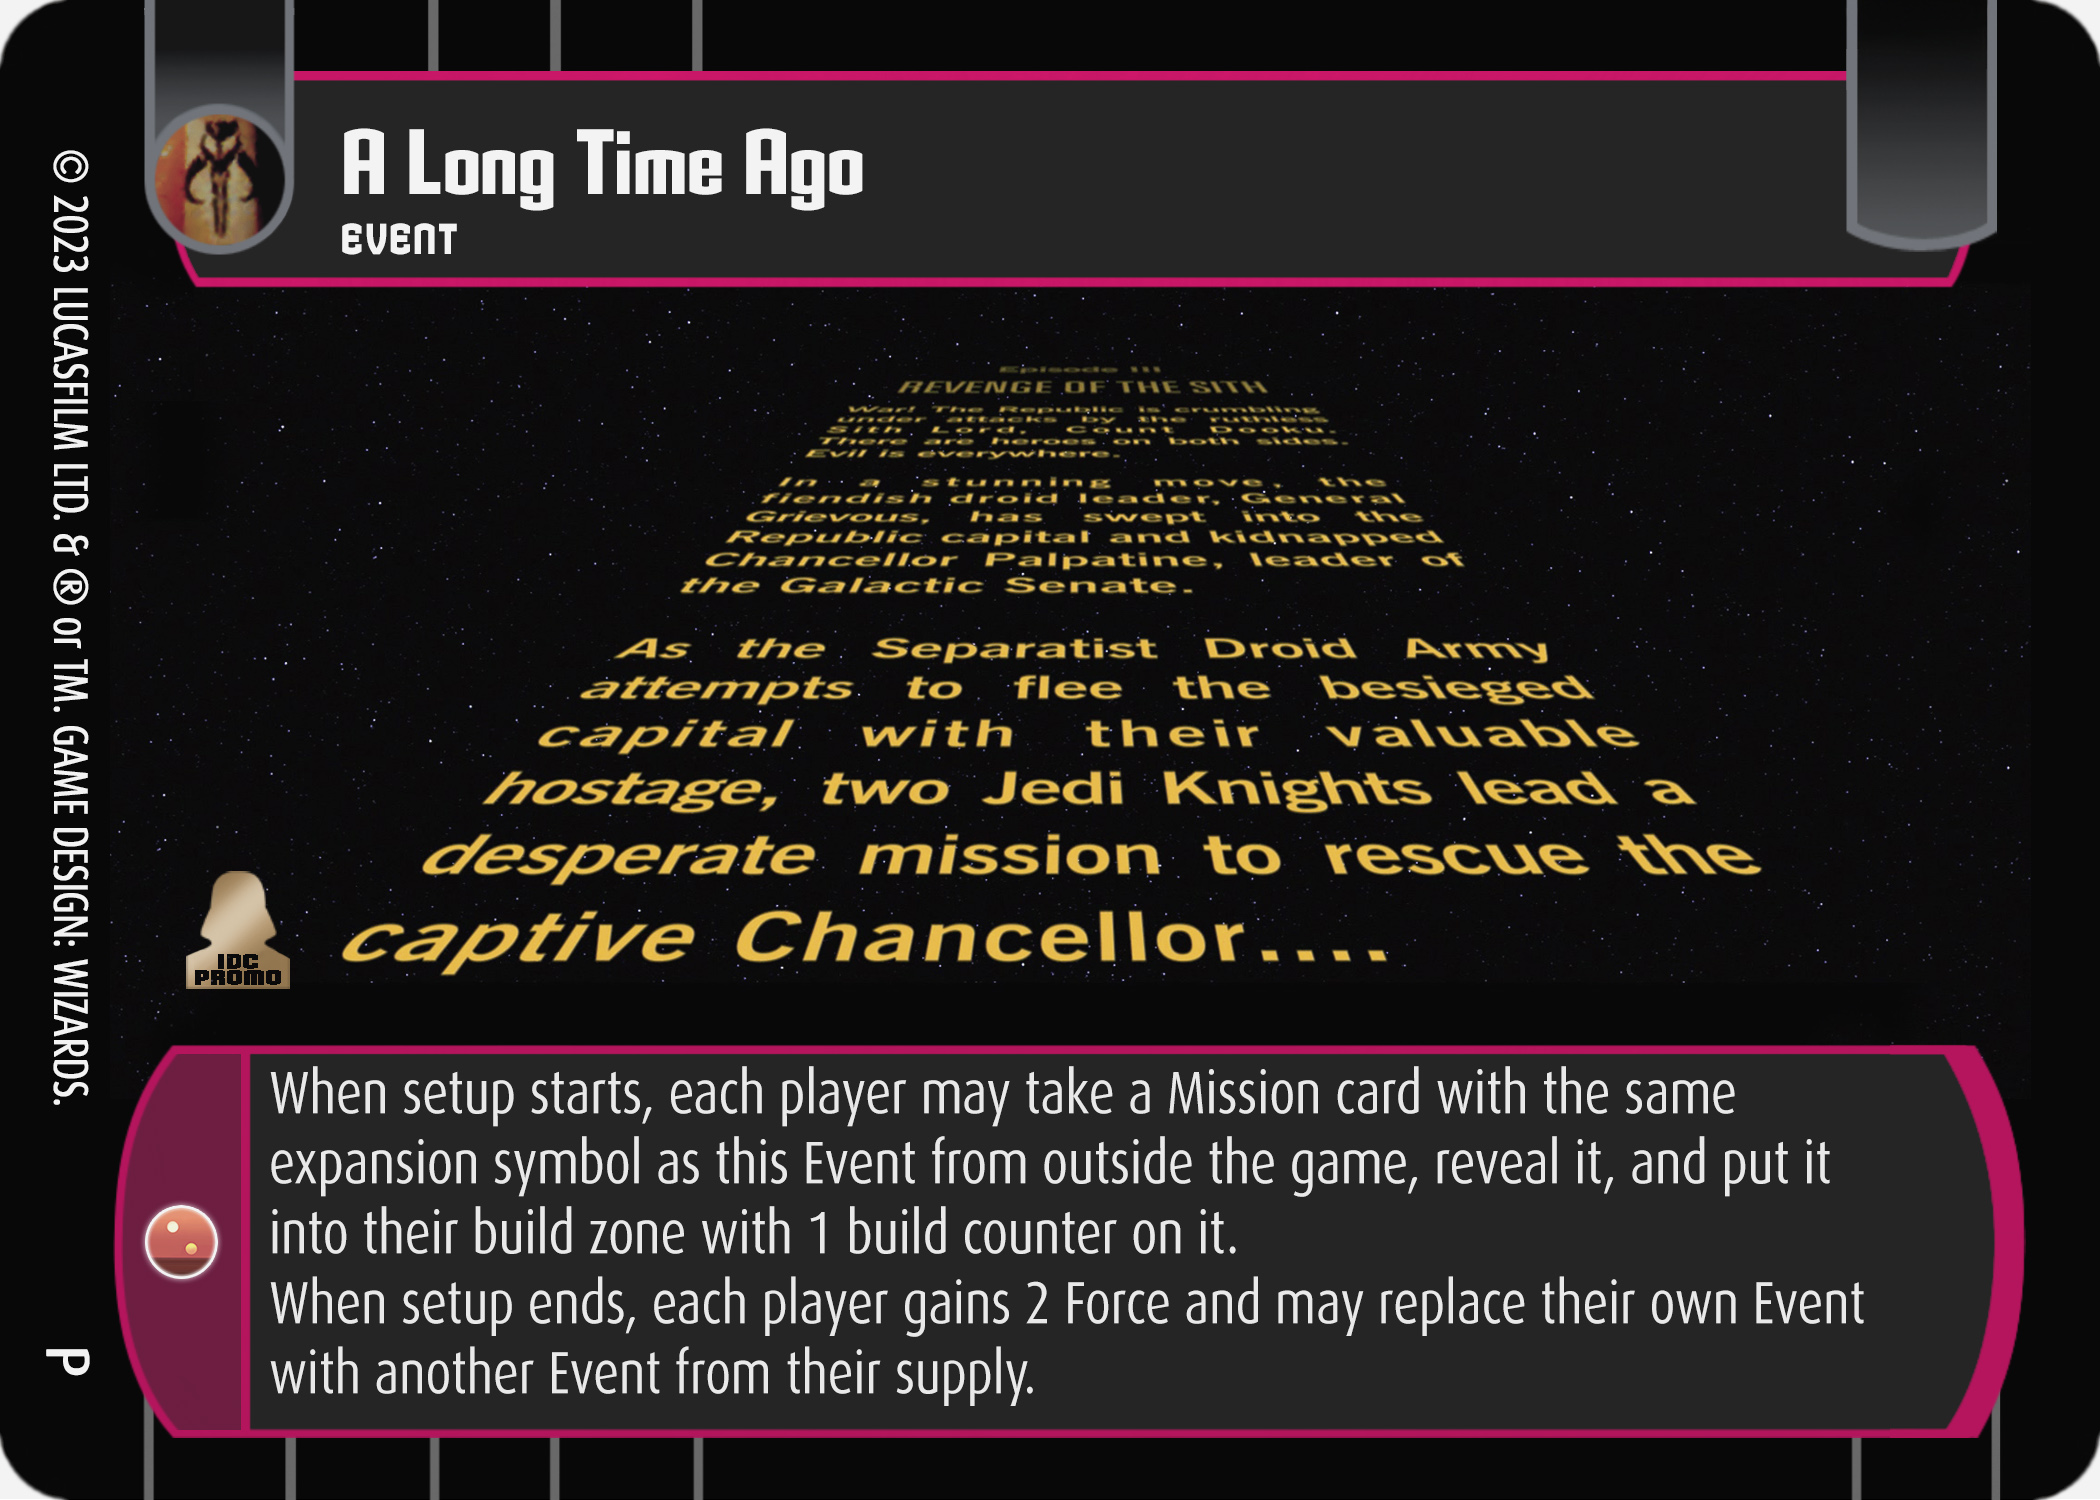 A Long Time Ago
EVENT
Episode III
REVENGE OF THE SITH
War! The Republic is crumbling
under attacks by the ruthless
Sith Lord, Count Dooku.
There are heroes on both sides.
Evil is everywhere.
In a stunning move, the
fiendish droid leader, General
Grievous, has swept into the
Republic capital and kidnapped
Chancellor Palpatine, leader of
the Galactic Senate.
As the Separatist Droid Army
attempts to flee the besieged
capital with their valuable
hostage, two Jedi Knights lead a
desperate mission to rescue the
captive Chancellor....
IDC
PROMO
When setup starts, each player may take a Mission card with the same
expansion symbol as this Event from outside the game, reveal it, and put it
into their build zone with 1 build counter on it.
When setup ends, each player gains 2 Force and may replace their own Event
with another Event from their supply.
© 2023 LUCASFILM LTD. & ® or TM. GAME DESIGN: WIZARDS.
P